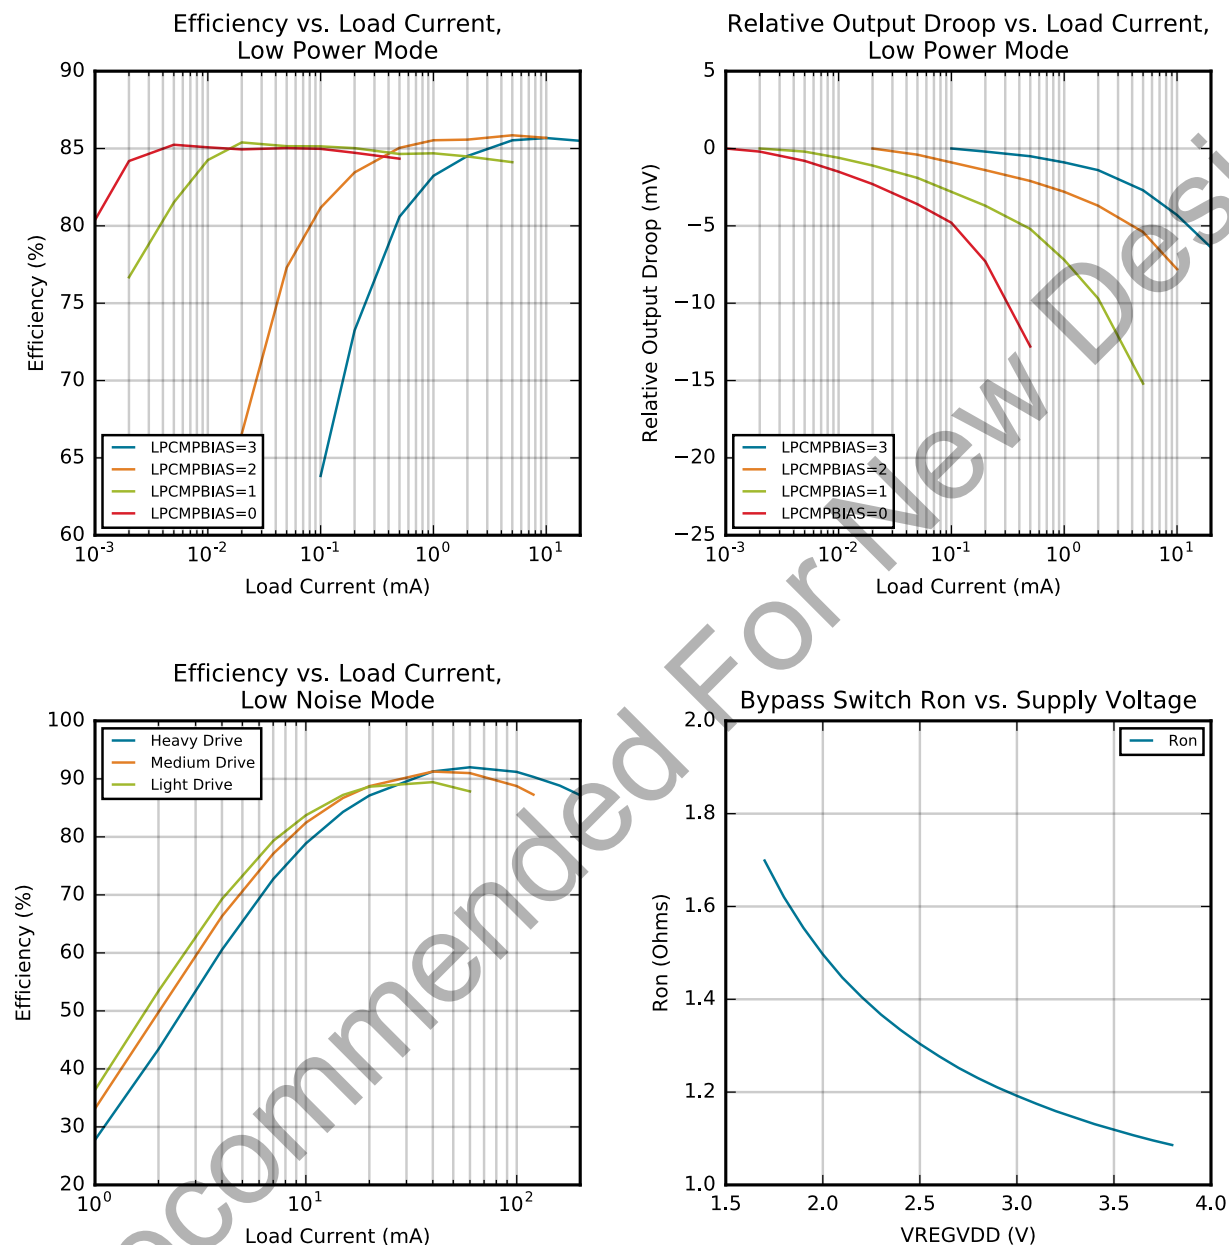 Efficiency vs. Load Current,
Low Power Mode
90
85
80
75
70
65
60
Efficiency (%)
LPCMPBIAS=3
LPCMPBIAS=2
LPCMPBIAS=1
LPCMPBIAS=0
10⁻³ 10⁻² 10⁻¹ 10⁰ 10¹
Load Current (mA)
Relative Output Droop vs. Load Current,
Low Power Mode
5
0
−5
−10
−15
−20
−25
Relative Output Droop (mV)
LPCMPBIAS=3
LPCMPBIAS=2
LPCMPBIAS=1
LPCMPBIAS=0
10⁻³ 10⁻² 10⁻¹ 10⁰ 10¹
Load Current (mA)
Efficiency vs. Load Current,
Low Noise Mode
100
90
80
70
60
50
40
30
20
Efficiency (%)
Heavy Drive
Medium Drive
Light Drive
10⁰ 10¹ 10²
Load Current (mA)
Bypass Switch Ron vs. Supply Voltage
2.0
1.8
1.6
1.4
1.2
1.0
Ron (Ohms)
Ron
1.5 2.0 2.5 3.0 3.5 4.0
VREGVDD (V)
ecommended For New Desi